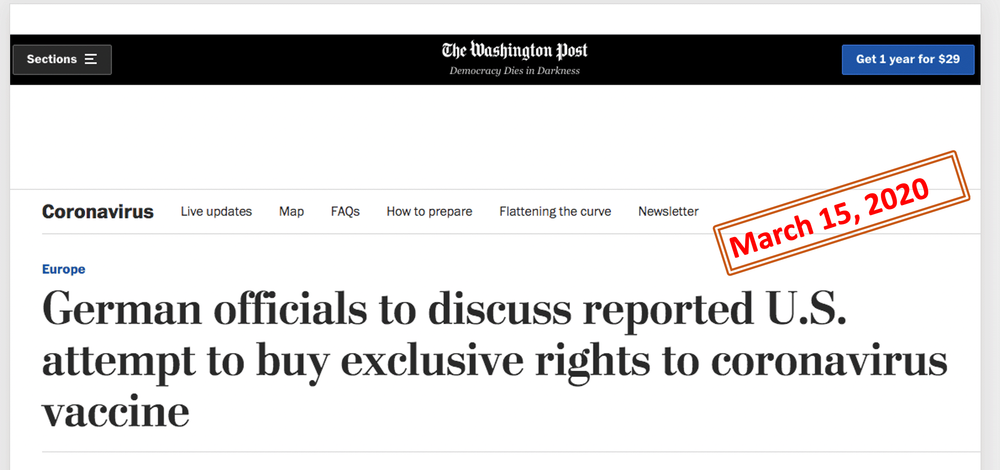 Sections
The Washington Post
Democracy Dies in Darkness
Get 1 year for $29
March 15, 2020
Coronavirus Live updates Map FAQs How to prepare Flattening the curve Newsletter
Europe
German officials to discuss reported U.S.
attempt to buy exclusive rights to coronavirus
vaccine